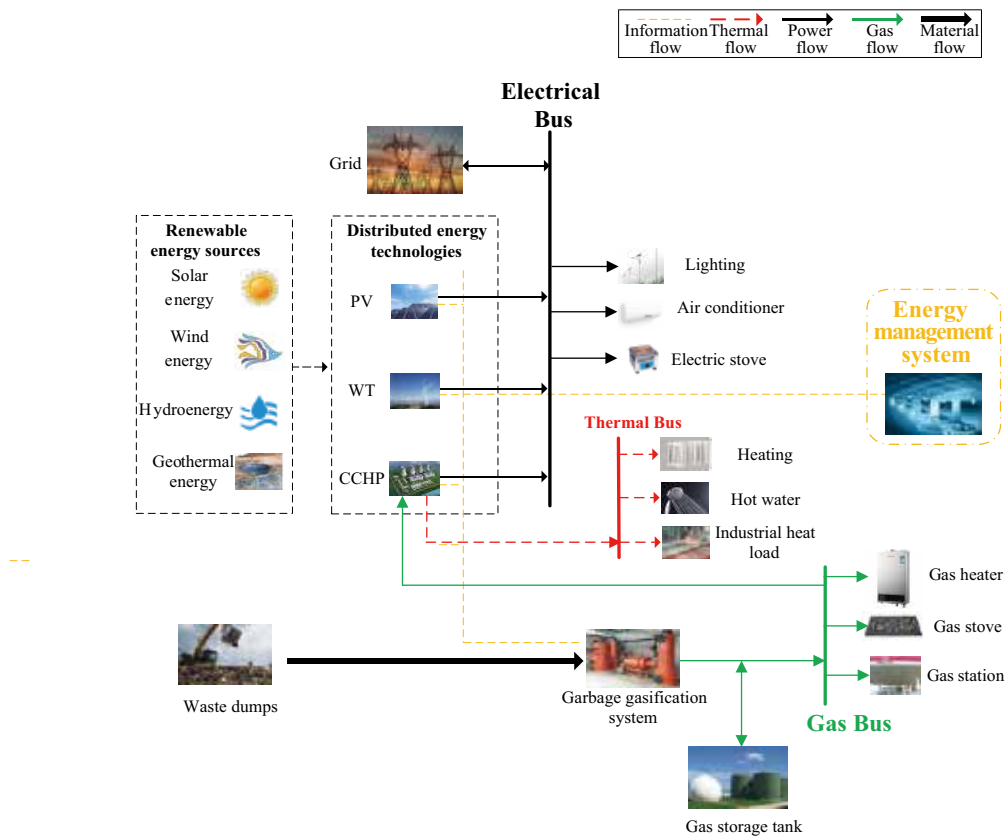 Information flow
Thermal flow
Power flow
Gas flow
Material flow
Electrical
Bus
Grid
Renewable
energy sources
Solar
energy
Wind
energy
Hydroenergy
Geothermal
energy
Distributed energy
technologies
PV
WT
CCHP
Lighting
Air conditioner
Electric stove
Energy
management
system
Thermal Bus
Heating
Hot water
Industrial heat
load
Gas heater
Gas stove
Gas station
Gas Bus
Waste dumps
Garbage gasification
system
Gas storage tank